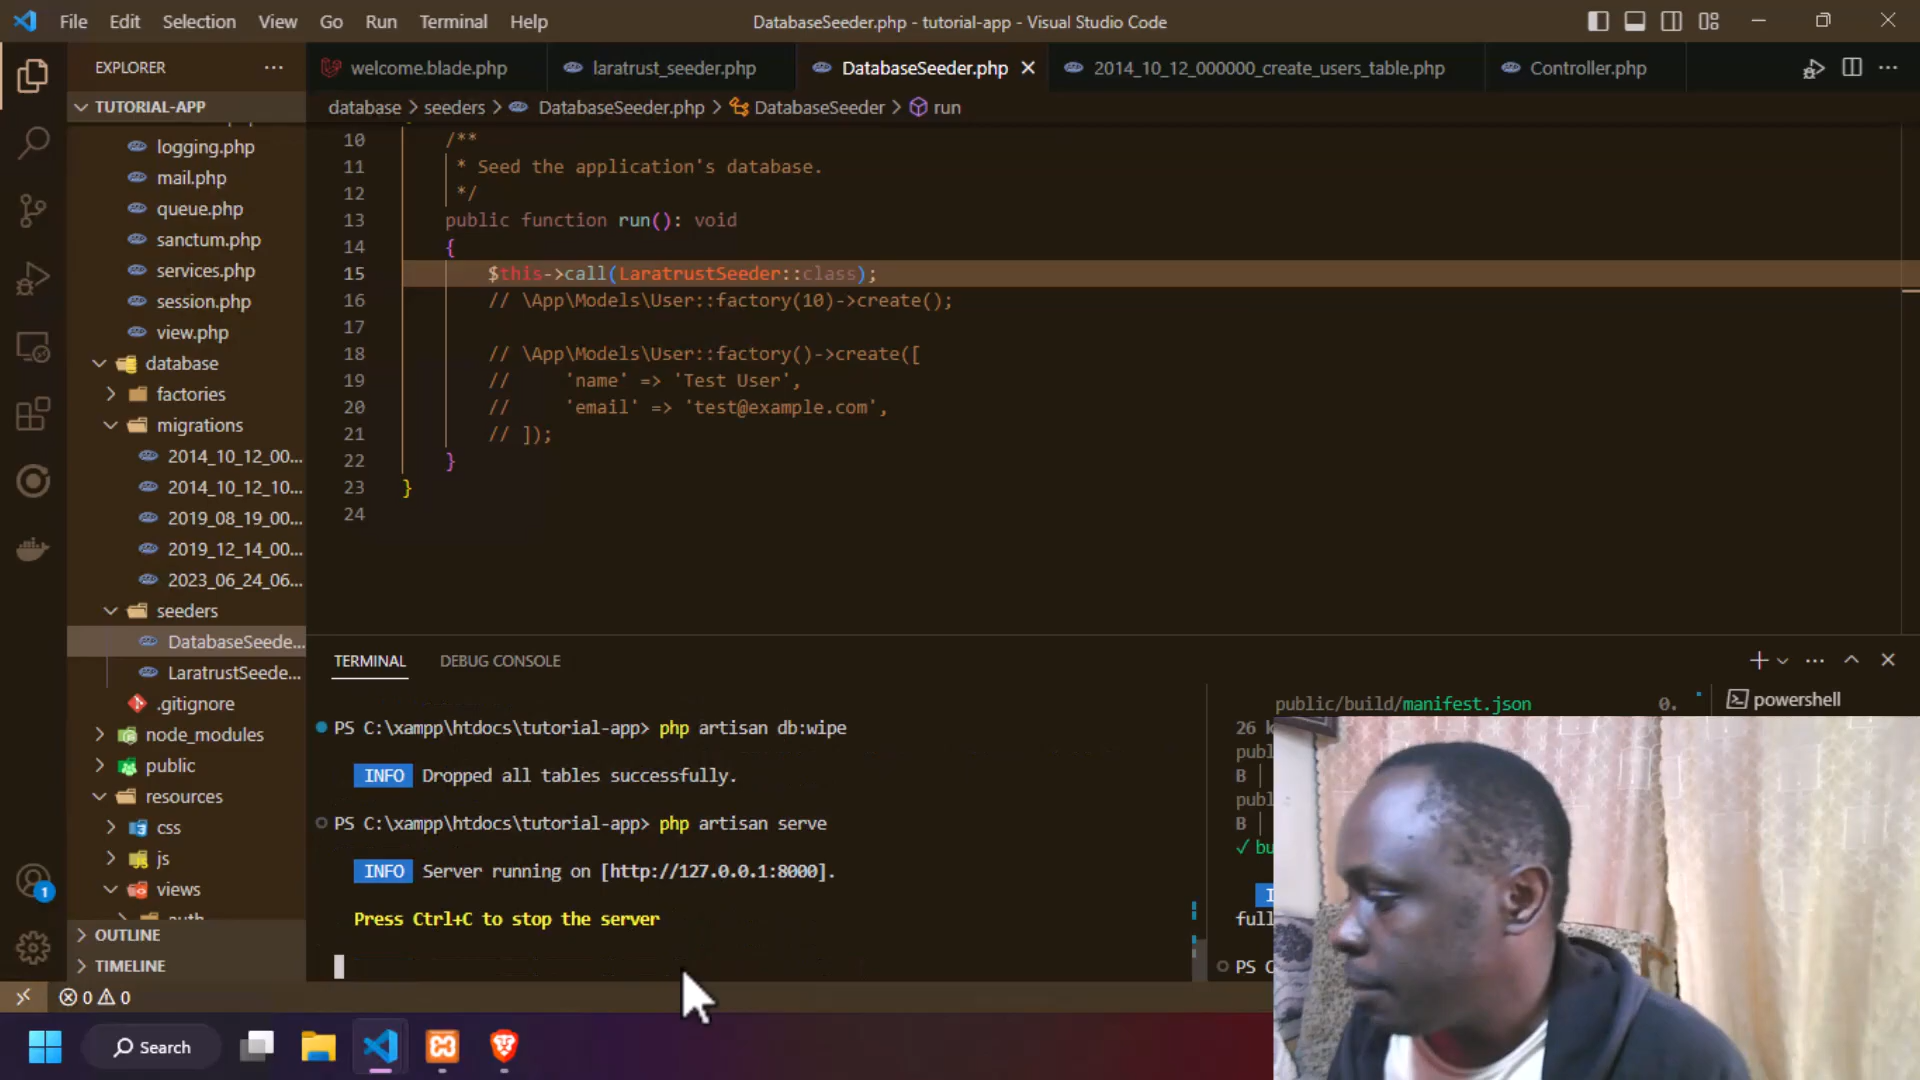 File Edit Selection View Go Run Terminal Help
DatabaseSeeder.php - tutorial-app - Visual Studio Code
EXPLORER
welcome.blade.php
laratrust_seeder.php
DatabaseSeeder.php
2014_10_12_000000_create_users_table.php
Controller.php
TUTORIAL-APP
database > seeders > DatabaseSeeder.php > DatabaseSeeder > run
logging.php
mail.php
queue.php
sanctum.php
services.php
session.php
view.php
database
factories
migrations
2014_10_12_00...
2014_10_12_10...
2019_08_19_00...
2019_12_14_00...
2023_06_24_06...
seeders
DatabaseSeede...
LaratrustSeede...
.gitignore
node_modules
public
resources
css
js
views
OUTLINE
TIMELINE
10 /**
11 * Seed the application's database.
12 */
13 public function run(): void
14 {
15 $this->call(LaratrustSeeder::class);
16 // \App\Models\User::factory(10)->create();
17
18 // \App\Models\User::factory()->create([
19 // 'name' => 'Test User',
20 // 'email' => 'test@example.com',
21 // ]);
22 }
23 }
24
TERMINAL DEBUG CONSOLE
PS C:\xampp\htdocs\tutorial-app> php artisan db:wipe
INFO Dropped all tables successfully.
PS C:\xampp\htdocs\tutorial-app> php artisan serve
INFO Server running on [http://127.0.0.1:8000].
Press Ctrl+C to stop the server
public/build/manifest.json 0.
26 k
publ
B |
publ
B |
✓ bu
full
PS C
powershell
1
0 0
Search